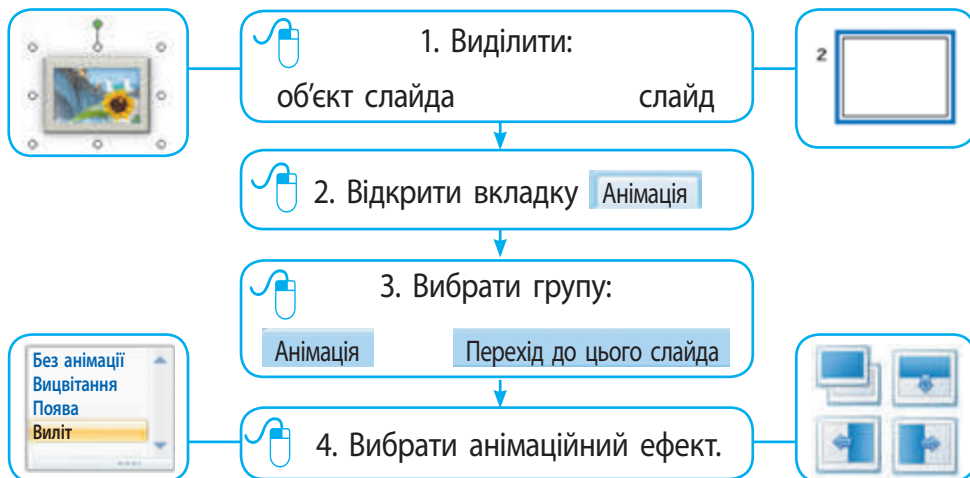 1. Виділити:
об'єкт слайда слайд
2
2. Відкрити вкладку Анімація
3. Вибрати групу:
Анімація Перехід до цього слайда
Без анімації
Вицвітання
Поява
Виліт
4. Вибрати анімаційний ефект.